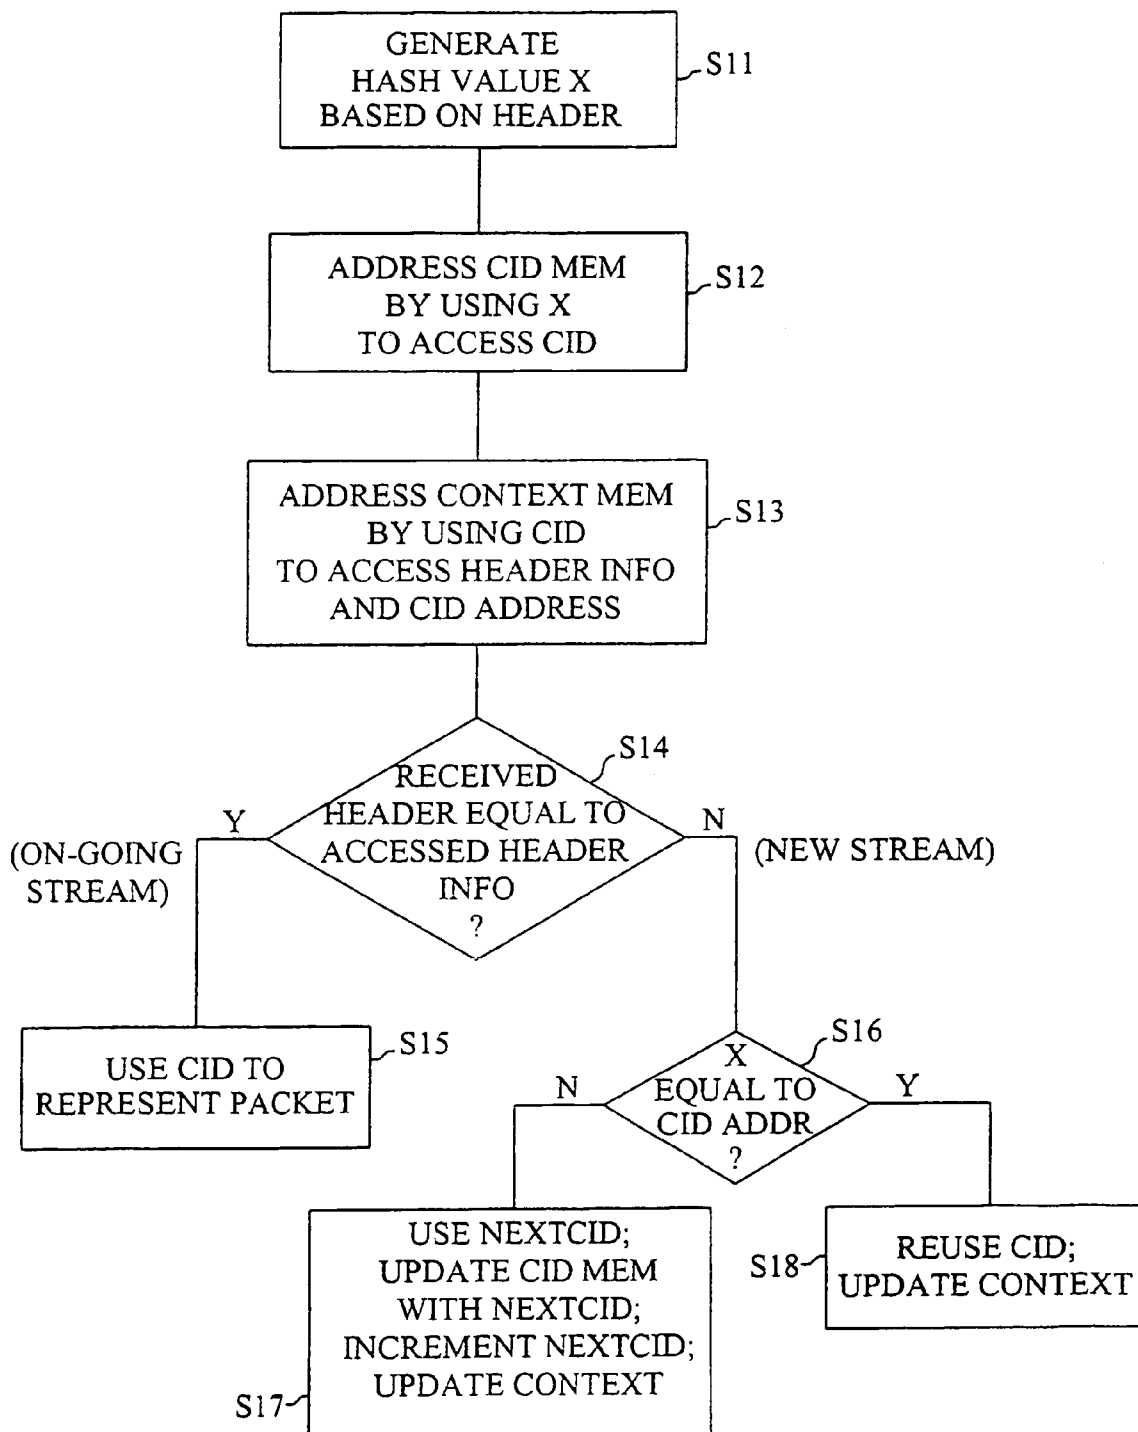 GENERATE
HASH VALUE X
BASED ON HEADER
S11
ADDRESS CID MEM
BY USING X
TO ACCESS CID
S12
ADDRESS CONTEXT MEM
BY USING CID
TO ACCESS HEADER INFO
AND CID ADDRESS
S13
RECEIVED
HEADER EQUAL TO
ACCESSED HEADER
INFO
?
S14
Y
(ON-GOING
STREAM)
N
(NEW STREAM)
USE CID TO
REPRESENT PACKET
S15
X
EQUAL TO
CID ADDR
?
S16
N
Y
USE NEXTCID;
UPDATE CID MEM
WITH NEXTCID;
INCREMENT NEXTCID;
UPDATE CONTEXT
S17
REUSE CID;
UPDATE CONTEXT
S18